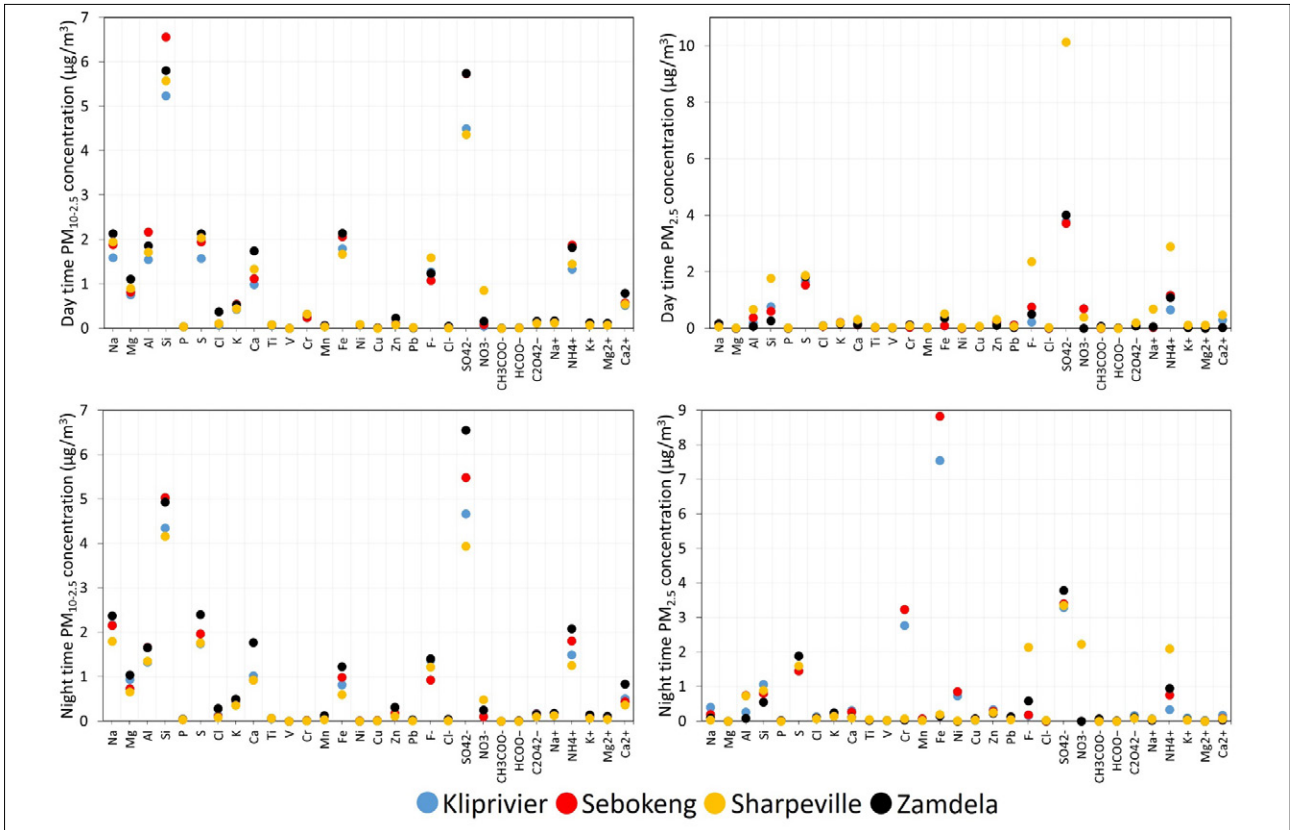 Day time PM10-2.5 concentration (µg/m³)
7
6
5
4
3
2
1
0
Na
Mg
Al
Si
P
S
Cl
K
Ca
Ti
V
Cr
Mn
Fe
Ni
Cu
Zn
Pb
F-
Cl-
SO42-
NO3-
CH3COO-
HCOO-
C2O42-
Na+
NH4+
K+
Mg2+
Ca2+
Day time PM2.5 concentration (µg/m³)
10
8
6
4
2
0
Na
Mg
Al
Si
P
S
Cl
K
Ca
Ti
V
Cr
Mn
Fe
Ni
Cu
Zn
Pb
F-
Cl-
SO42-
NO3-
CH3COO-
HCOO-
C2O42-
Na+
NH4+
K+
Mg2+
Ca2+
Night time PM10-2.5 concentration (µg/m³)
7
6
5
4
3
2
1
0
Na
Mg
Al
Si
P
S
Cl
K
Ca
Ti
V
Cr
Mn
Fe
Ni
Cu
Zn
Pb
F-
Cl-
SO42-
NO3-
CH3COO-
HCOO-
C2O42-
Na+
NH4+
K+
Mg2+
Ca2+
Night time PM2.5 concentration (µg/m³)
9
8
7
6
5
4
3
2
1
0
Na
Mg
Al
Si
P
S
Cl
K
Ca
Ti
V
Cr
Mn
Fe
Ni
Cu
Zn
Pb
F-
Cl-
SO42-
NO3-
CH3COO-
HCOO-
C2O42-
Na+
NH4+
K+
Mg2+
Ca2+
Kliprivier Sebokeng Sharpeville Zamdela